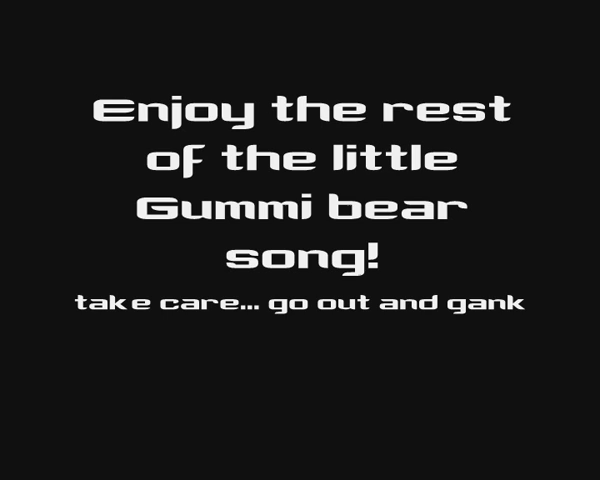 Enjoy the rest
of the little
Gummi bear
song!
take care... go out and gank